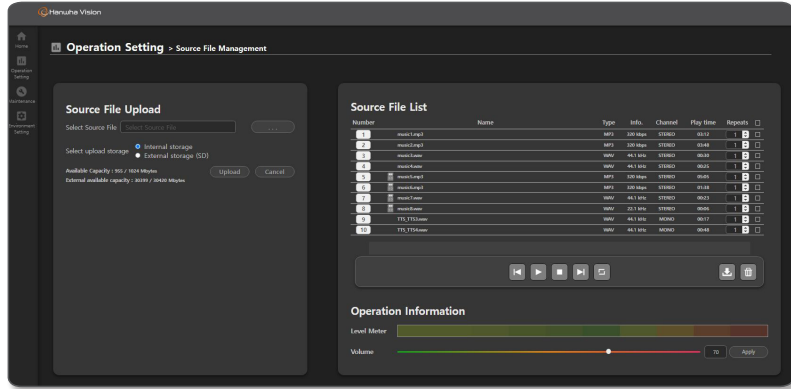 Hanwha Vision
Home
Operation Setting
Maintenance
Environment Setting
Operation Setting > Source File Management
Source File Upload
Select Source File Select Source File ...
Select upload storage Internal storage
External storage (SD)
Available Capacity : 955 / 1024 Mbytes
External available capacity : 30399 / 30420 Mbytes
Upload Cancel
Source File List
Number Name Type Info. Channel Play time Repeats
1 music1.mp3 MP3 320 kbps STEREO 03:12 1
2 music2.mp3 MP3 320 kbps STEREO 03:48 1
3 music3.wav WAV 44.1 kHz STEREO 00:30 1
4 music4.wav WAV 44.1 kHz STEREO 00:25 1
5 music5.mp3 MP3 320 kbps STEREO 05:05 1
6 music6.mp3 MP3 320 kbps STEREO 01:38 1
7 music7.wav WAV 44.1 kHz STEREO 00:23 1
8 music8.wav WAV 22.1 kHz STEREO 00:06 1
9 TTS_TTS3.wav WAV 44.1 kHz MONO 00:17 1
10 TTS_TTS4.wav WAV 44.1 kHz MONO 00:48 1
Operation Information
Level Meter
Volume 70 Apply